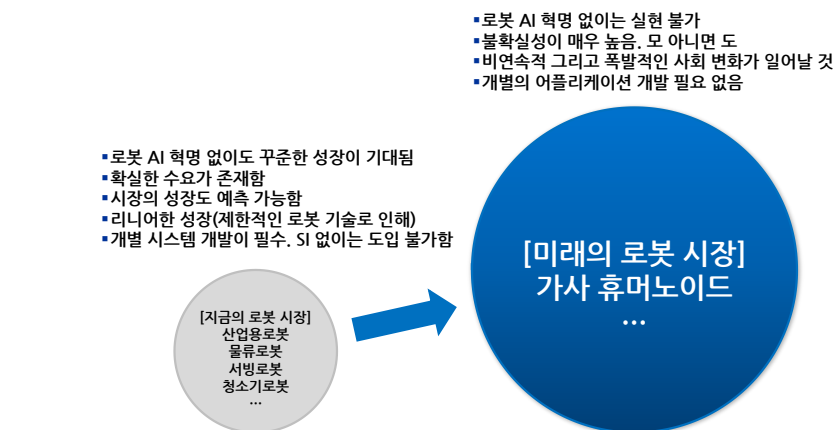 ▪로봇 AI 혁명 없이는 실현 불가
▪불확실성이 매우 높음. 모 아니면 도
▪비연속적 그리고 폭발적인 사회 변화가 일어날 것
▪개별의 어플리케이션 개발 필요 없음
▪로봇 AI 혁명 없이도 꾸준한 성장이 기대됨
▪확실한 수요가 존재함
▪시장의 성장도 예측 가능함
▪리니어한 성장(제한적인 로봇 기술로 인해)
▪개별 시스템 개발이 필수. SI 없이는 도입 불가함
[지금의 로봇 시장]
산업용로봇
물류로봇
서빙로봇
청소기로봇
...
[미래의 로봇 시장]
가사 휴머노이드
...